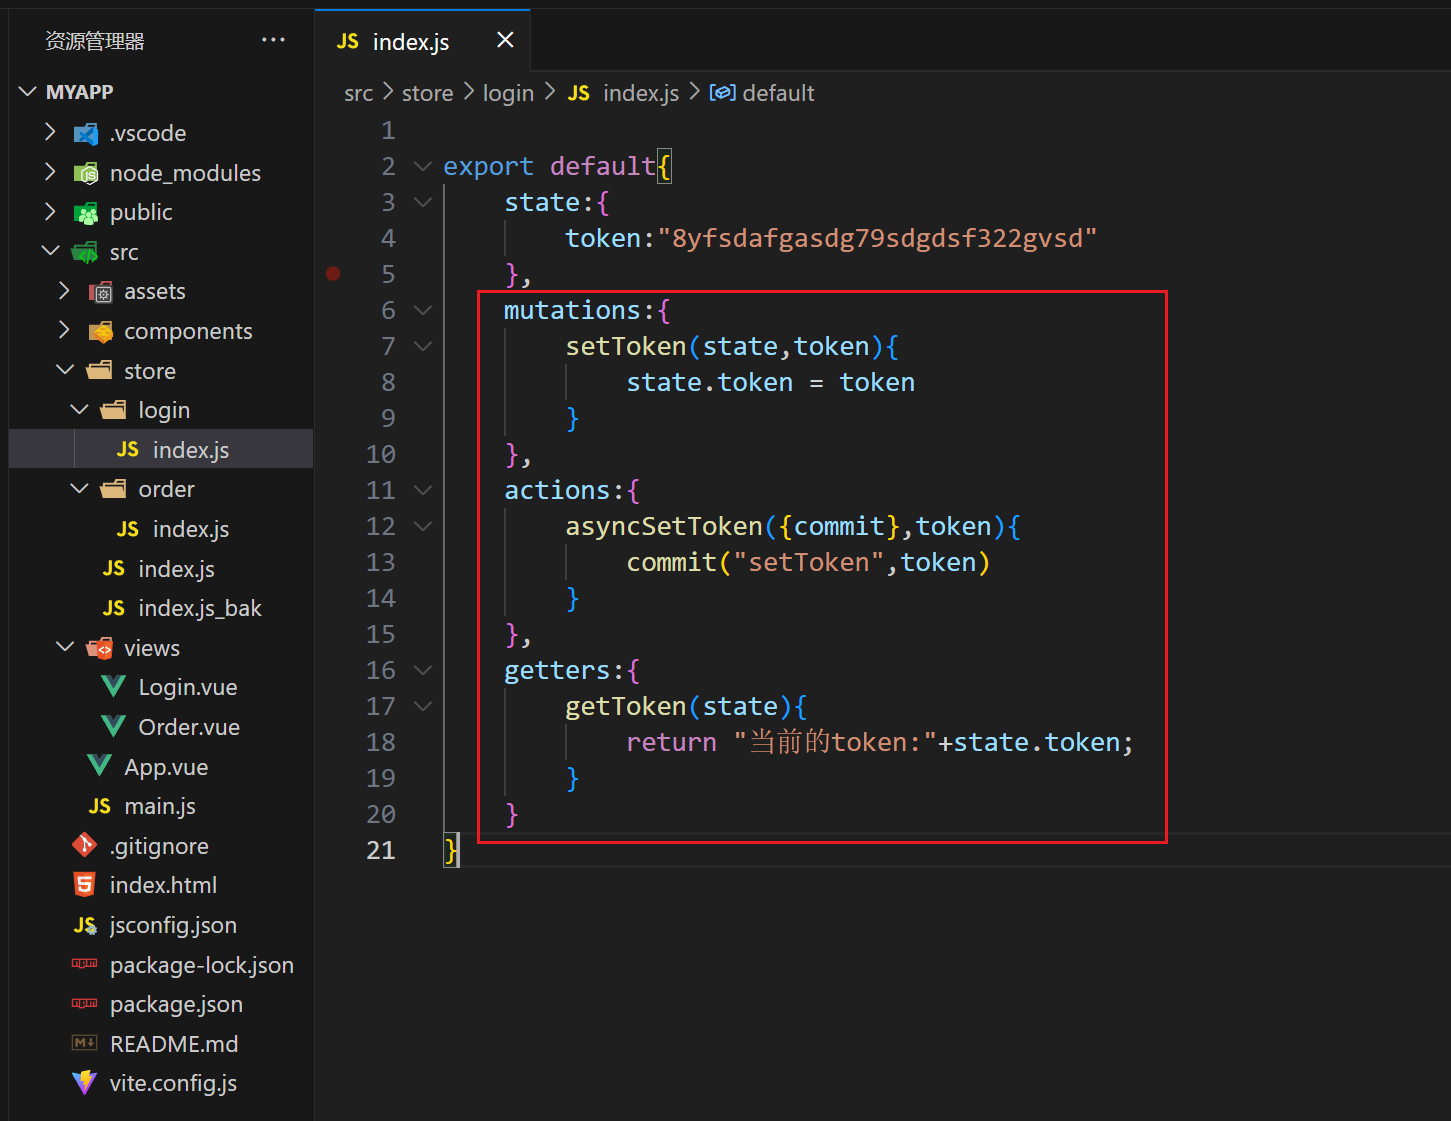 资源管理器 ···
MYAPP
.vscode
node_modules
public
src
assets
components
store
login
JS index.js
order
JS index.js
JS index.js
JS index.js_bak
views
Login.vue
Order.vue
App.vue
JS main.js
.gitignore
index.html
JS jsconfig.json
package-lock.json
package.json
README.md
vite.config.js
JS index.js ×
src > store > login > JS index.js > default
1
2 export default{
3 state:{
4 token:"8yfsdafgasdg79sdgdsf322gvsd"
5 },
6 mutations:{
7 setToken(state,token){
8 state.token = token
9 }
10 },
11 actions:{
12 asyncSetToken({commit},token){
13 commit("setToken",token)
14 }
15 },
16 getters:{
17 getToken(state){
18 return "当前的token:"+state.token;
19 }
20 }
21 }